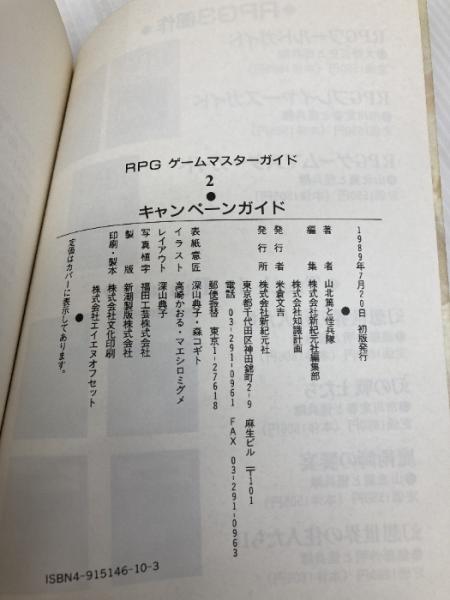 RPG ゲームマスターガイド
2
●
キャンペーンガイド
1989年7月20日 初版発行
●
著者 山北篤と怪兵隊
編集 株式会社新紀元社編集部
株式会社知識計画
発行者 米倉文吉
発行所 株式会社新紀元社
東京都千代田区神田錦町2-9 麻生ビル 〒101
電話 03-291-0961 FAX 03-291-0963
郵便振替 東京1-27618
表紙意匠 深山典子・森コギト
イラスト 高崎かおる・マエシロミグメ
レイアウト 深山典子
写真植字 福田工芸株式会社
製版 新潮製版株式会社
印刷・製本 株式会社文化印刷
株式会社エイエヌオフセット
●
定価はカバーに表示してあります。
ISBN4-915146-10-3